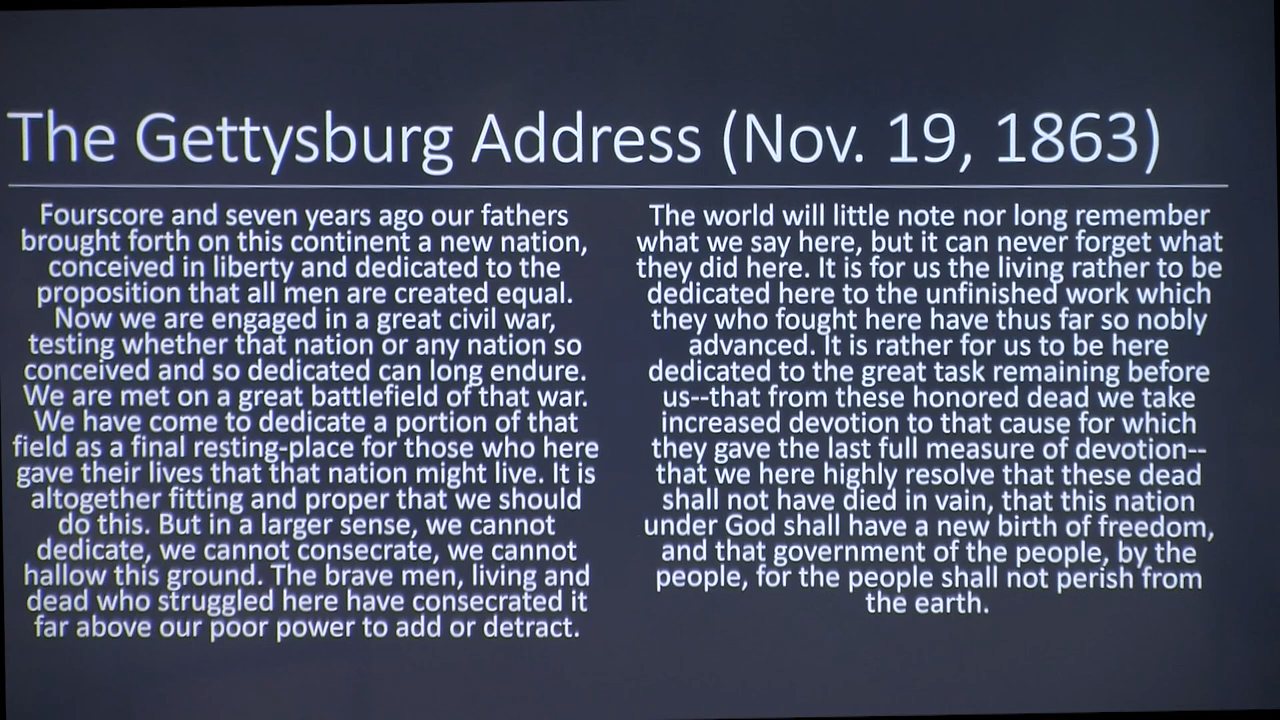 The Gettysburg Address (Nov. 19, 1863)
Fourscore and seven years ago our fathers
brought forth on this continent a new nation,
conceived in liberty and dedicated to the
proposition that all men are created equal.
Now we are engaged in a great civil war,
testing whether that nation or any nation so
conceived and so dedicated can long endure.
We are met on a great battlefield of that war.
We have come to dedicate a portion of that
field as a final resting-place for those who here
gave their lives that that nation might live. It is
altogether fitting and proper that we should
do this. But in a larger sense, we cannot
dedicate, we cannot consecrate, we cannot
hallow this ground. The brave men, living and
dead who struggled here have consecrated it
far above our poor power to add or detract.
The world will little note nor long remember
what we say here, but it can never forget what
they did here. It is for us the living rather to be
dedicated here to the unfinished work which
they who fought here have thus far so nobly
advanced. It is rather for us to be here
dedicated to the great task remaining before
us--that from these honored dead we take
increased devotion to that cause for which
they gave the last full measure of devotion--
that we here highly resolve that these dead
shall not have died in vain, that this nation
under God shall have a new birth of freedom,
and that government of the people, by the
people, for the people shall not perish from
the earth.